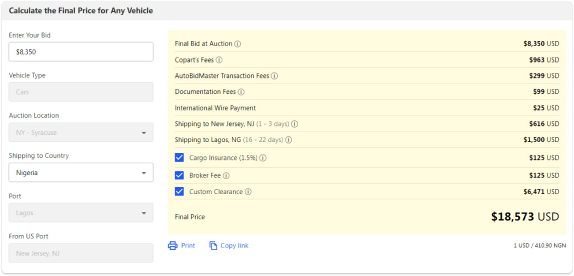 Calculate the Final Price for Any Vehicle
Enter Your Bid
$8,350
Vehicle Type
Cars
Auction Location
NY - Syracuse
Shipping to Country
Nigeria
Port
Lagos
From US Port
New Jersey, NJ
Final Bid at Auction $8,350 USD
Copart's Fees $963 USD
AutoBidMaster Transaction Fees $299 USD
Documentation Fees $99 USD
International Wire Payment $25 USD
Shipping to New Jersey, NJ (1 – 3 days) $616 USD
Shipping to Lagos, NG (16 – 22 days) $1,500 USD
Cargo Insurance (1.5%) $125 USD
Broker Fee $125 USD
Custom Clearance $6,471 USD
Final Price $18,573 USD
Print Copy link 1 USD / 410.90 NGN